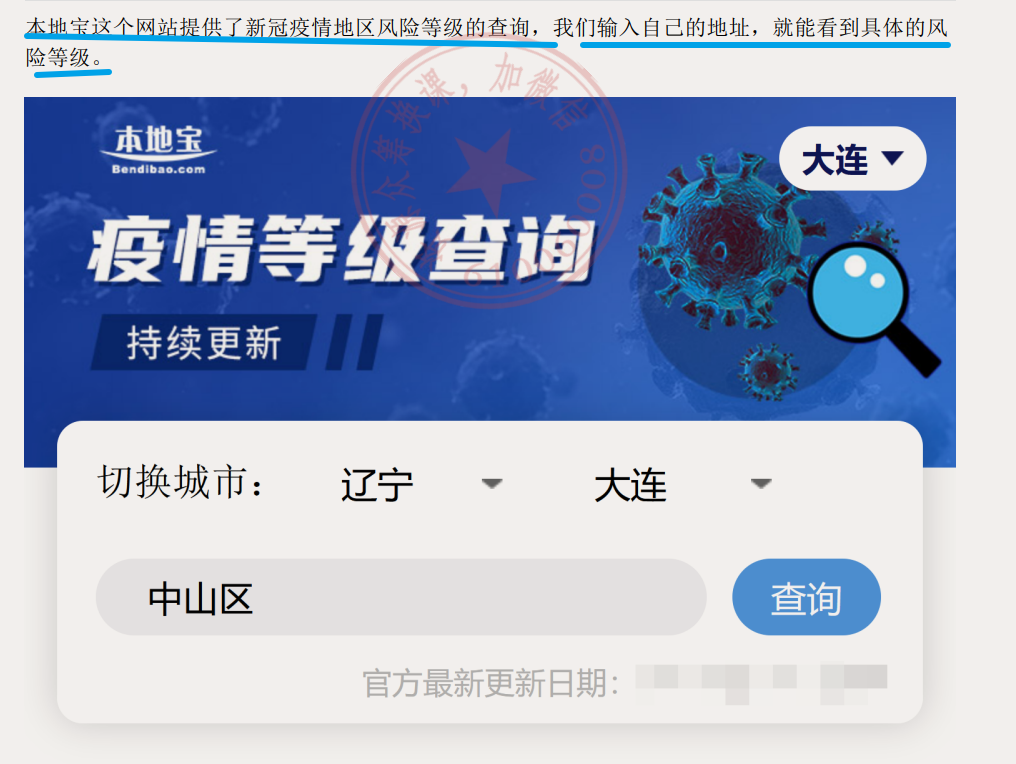 本地宝这个网站提供了新冠疫情地区风险等级的查询，我们输入自己的地址，就能看到具体的风
险等级。
本地宝
Bendibao.com
大连
疫情等级查询
持续更新
切换城市：
辽宁
大连
中山区
查询
官方最新更新日期：